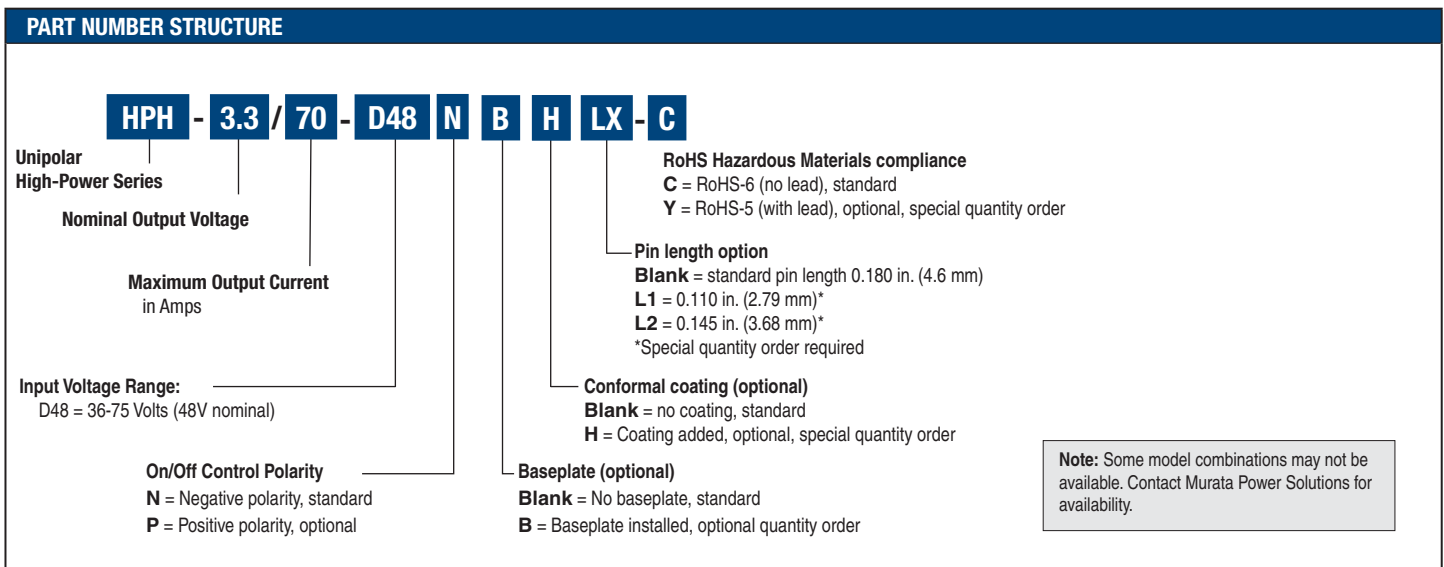 PART NUMBER STRUCTURE
HPH - 3.3 / 70 - D48 N B H LX - C
Unipolar
High-Power Series
Nominal Output Voltage
Maximum Output Current
in Amps
Input Voltage Range:
D48 = 36-75 Volts (48V nominal)
On/Off Control Polarity
N = Negative polarity, standard
P = Positive polarity, optional
Baseplate (optional)
Blank = No baseplate, standard
B = Baseplate installed, optional quantity order
Conformal coating (optional)
Blank = no coating, standard
H = Coating added, optional, special quantity order
Pin length option
Blank = standard pin length 0.180 in. (4.6 mm)
L1 = 0.110 in. (2.79 mm)*
L2 = 0.145 in. (3.68 mm)*
*Special quantity order required
RoHS Hazardous Materials compliance
C = RoHS-6 (no lead), standard
Y = RoHS-5 (with lead), optional, special quantity order
Note: Some model combinations may not be
available. Contact Murata Power Solutions for
availability.